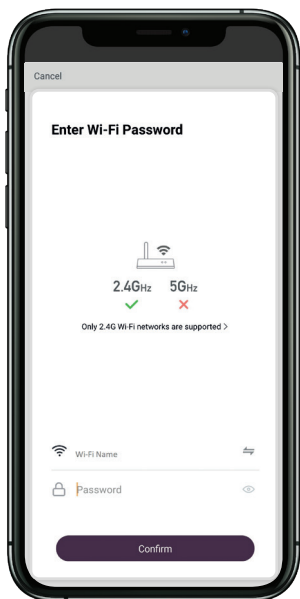 Cancel
Enter Wi-Fi Password
2.4GHz 5GHz
Only 2.4G Wi-Fi networks are supported >
Wi-Fi Name
Password
Confirm